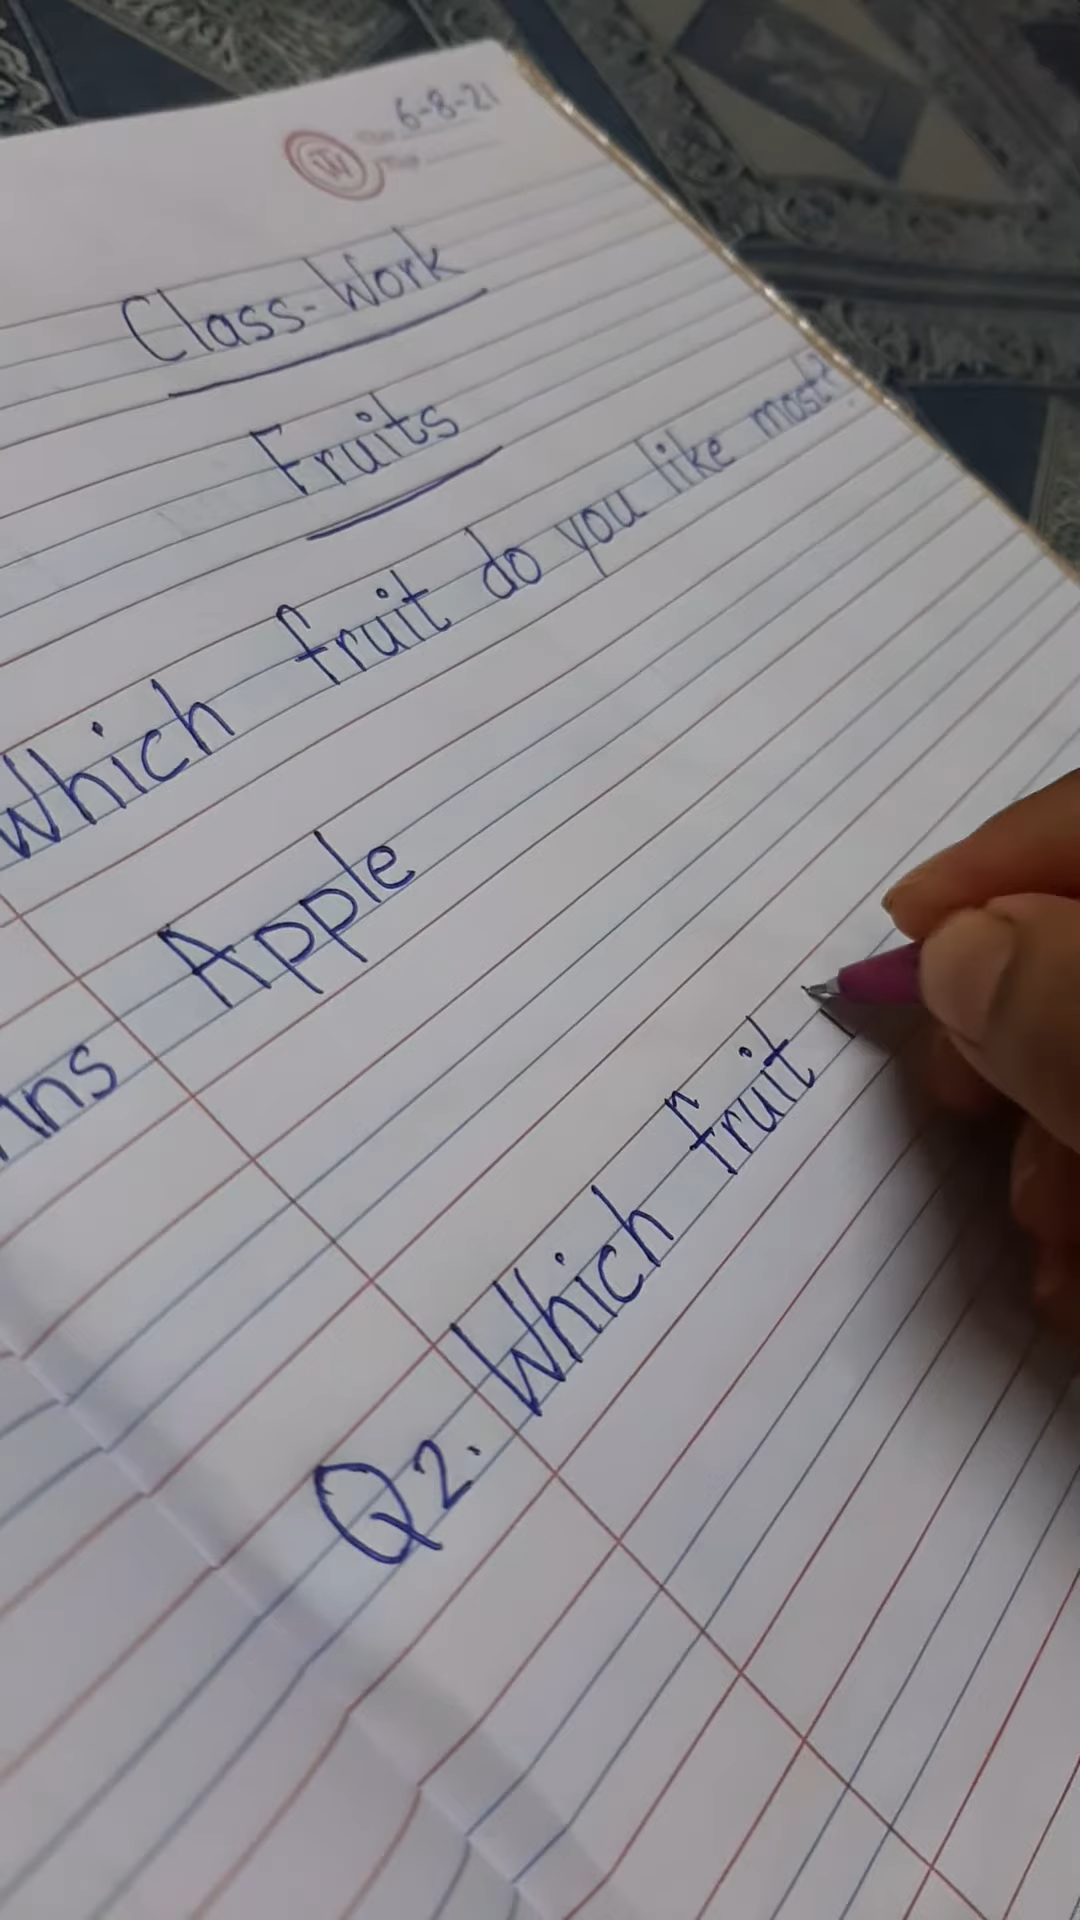 6-8-21
Class-Work
Fruits
Which fruit do you like most?
Ans Apple
Q2. Which fruit